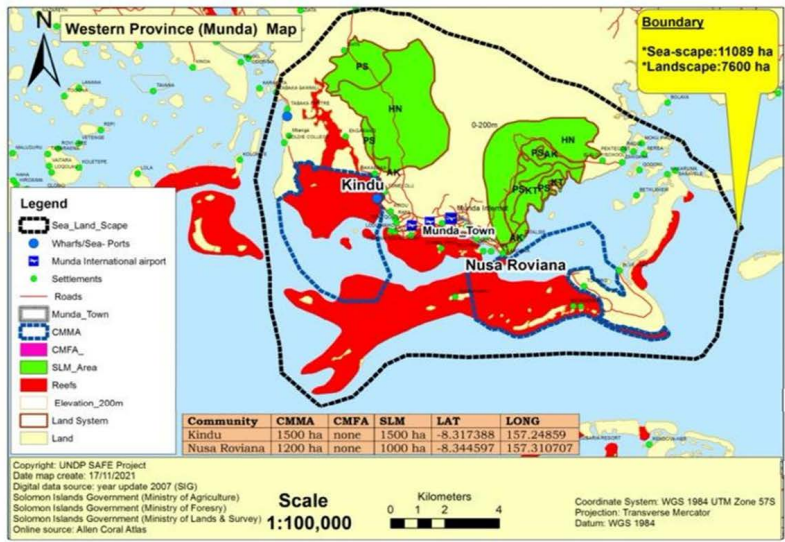 Western Province (Munda) Map
N
Boundary
*Sea-scape:11089 ha
*Landscape:7600 ha
PS
HN
PS
AK
0-200m
HN
PS AK
PS KT PS
AK
Kindu
Munda_Town
Nusa Roviana
LOLA
BETHLEHEM
Legend
Sea_Land_Scape
Wharfs/Sea- Ports
Munda International airport
Settlements
Roads
Munda_Town
CMMA
CMFA_
SLM_Area
Reefs
Elevation_200m
Land System
Land
Community CMMA CMFA SLM LAT LONG
Kindu 1500 ha none 1500 ha -8.317388 157.24859
Nusa Roviana 1200 ha none 1000 ha -8.344597 157.310707
Copyright: UNDP SAFE Project
Date map create: 17/11/2021
Digital data source: year update 2007 (SIG)
Solomon Islands Government (Ministry of Agriculture)
Solomon Islands Government (Ministry of Foresry)
Solomon Islands Government (Ministry of Lands & Survey)
Online source: Allen Coral Atlas
Scale
1:100,000
Kilometers
0 1 2 4
Coordinate System: WGS 1984 UTM Zone 57S
Projection: Transverse Mercator
Datum: WGS 1984